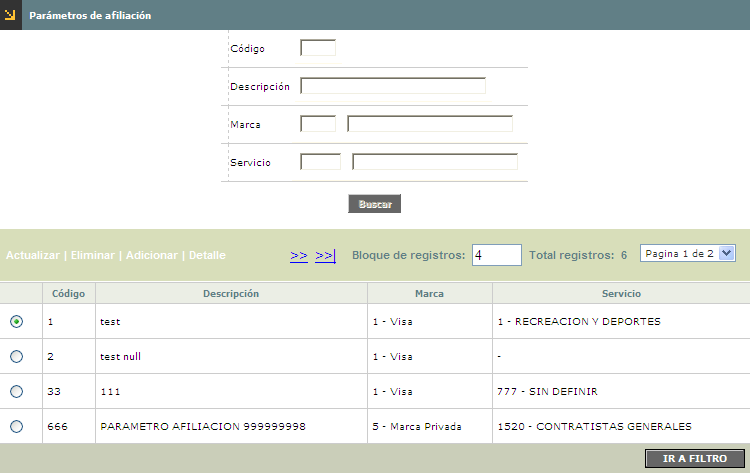 Parámetros de afiliación
Código
Descripción
Marca
Servicio
Buscar
Actualizar | Eliminar | Adicionar | Detalle >> >>| Bloque de registros: 4 Total registros: 6 Pagina 1 de 2
Código Descripción Marca Servicio
1 test 1 - Visa 1 - RECREACION Y DEPORTES
2 test null 1 - Visa -
33 111 1 - Visa 777 - SIN DEFINIR
666 PARAMETRO AFILIACION 999999998 5 - Marca Privada 1520 - CONTRATISTAS GENERALES
IR A FILTRO